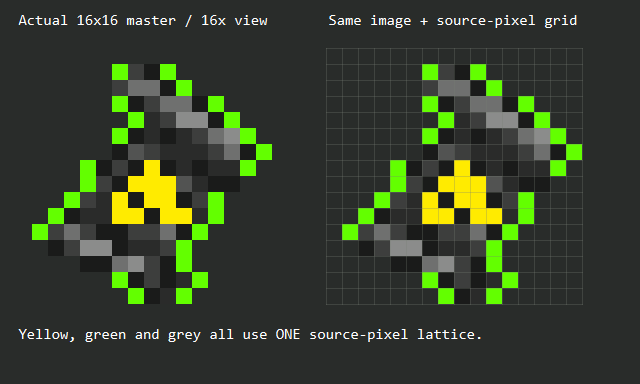 Actual 16x16 master / 16x view
Same image + source-pixel grid
Yellow, green and grey all use ONE source-pixel lattice.